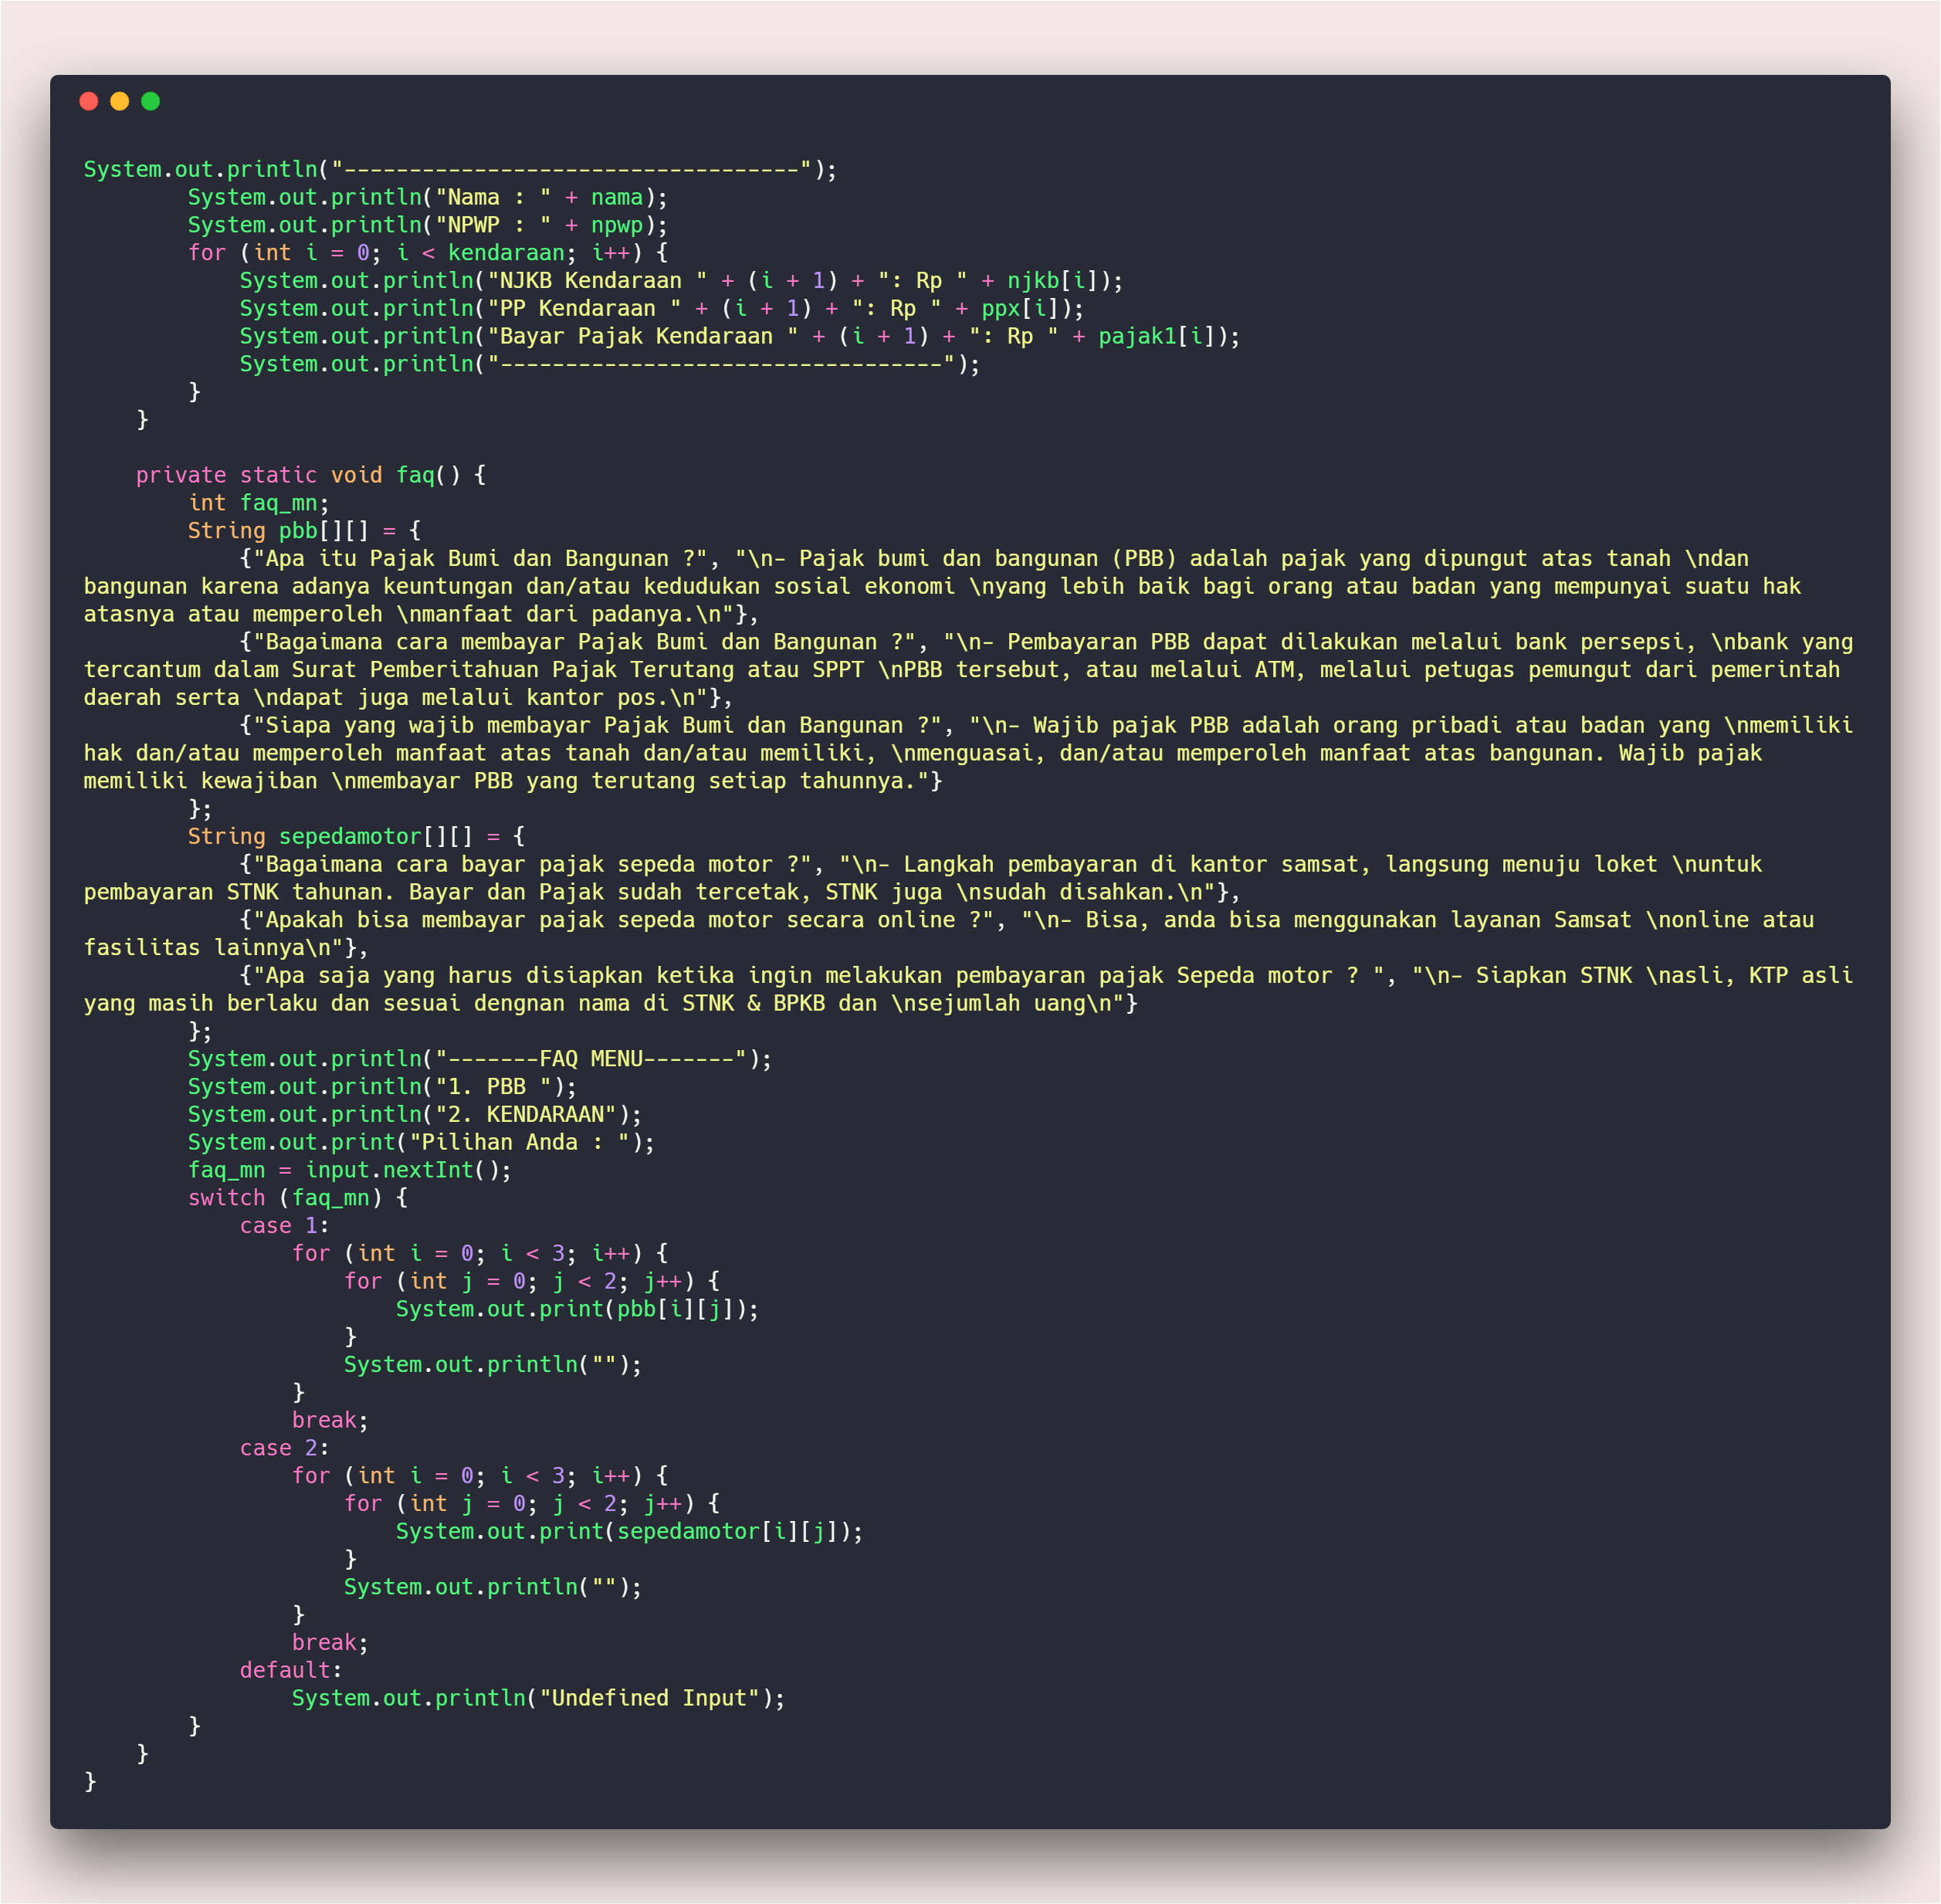 System.out.println("-----------------------------------");
        System.out.println("Nama : " + nama);
        System.out.println("NPWP : " + npwp);
        for (int i = 0; i < kendaraan; i++) {
            System.out.println("NJKB Kendaraan " + (i + 1) + ": Rp " + njkb[i]);
            System.out.println("PP Kendaraan " + (i + 1) + ": Rp " + ppx[i]);
            System.out.println("Bayar Pajak Kendaraan " + (i + 1) + ": Rp " + pajak1[i]);
            System.out.println("----------------------------------");
        }
    }

    private static void faq() {
        int faq_mn;
        String pbb[][] = {
            {"Apa itu Pajak Bumi dan Bangunan ?", "\n- Pajak bumi dan bangunan (PBB) adalah pajak yang dipungut atas tanah \ndan
bangunan karena adanya keuntungan dan/atau kedudukan sosial ekonomi \nyang lebih baik bagi orang atau badan yang mempunyai suatu hak
atasnya atau memperoleh \nmanfaat dari padanya.\n"},
            {"Bagaimana cara membayar Pajak Bumi dan Bangunan ?", "\n- Pembayaran PBB dapat dilakukan melalui bank persepsi, \nbank yang
tercantum dalam Surat Pemberitahuan Pajak Terutang atau SPPT \nPBB tersebut, atau melalui ATM, melalui petugas pemungut dari pemerintah
daerah serta \ndapat juga melalui kantor pos.\n"},
            {"Siapa yang wajib membayar Pajak Bumi dan Bangunan ?", "\n- Wajib pajak PBB adalah orang pribadi atau badan yang \nmemiliki
hak dan/atau memperoleh manfaat atas tanah dan/atau memiliki, \nmenguasai, dan/atau memperoleh manfaat atas bangunan. Wajib pajak
memiliki kewajiban \nmembayar PBB yang terutang setiap tahunnya."}
        };
        String sepedamotor[][] = {
            {"Bagaimana cara bayar pajak sepeda motor ?", "\n- Langkah pembayaran di kantor samsat, langsung menuju loket \nuntuk
pembayaran STNK tahunan. Bayar dan Pajak sudah tercetak, STNK juga \nsudah disahkan.\n"},
            {"Apakah bisa membayar pajak sepeda motor secara online ?", "\n- Bisa, anda bisa menggunakan layanan Samsat \nonline atau
fasilitas lainnya\n"},
            {"Apa saja yang harus disiapkan ketika ingin melakukan pembayaran pajak Sepeda motor ? ", "\n- Siapkan STNK \nasli, KTP asli
yang masih berlaku dan sesuai dengnan nama di STNK & BPKB dan \nsejumlah uang\n"}
        };
        System.out.println("-------FAQ MENU-------");
        System.out.println("1. PBB ");
        System.out.println("2. KENDARAAN");
        System.out.print("Pilihan Anda : ");
        faq_mn = input.nextInt();
        switch (faq_mn) {
            case 1:
                for (int i = 0; i < 3; i++) {
                    for (int j = 0; j < 2; j++) {
                        System.out.print(pbb[i][j]);
                    }
                    System.out.println("");
                }
                break;
            case 2:
                for (int i = 0; i < 3; i++) {
                    for (int j = 0; j < 2; j++) {
                        System.out.print(sepedamotor[i][j]);
                    }
                    System.out.println("");
                }
                break;
            default:
                System.out.println("Undefined Input");
        }
    }
}